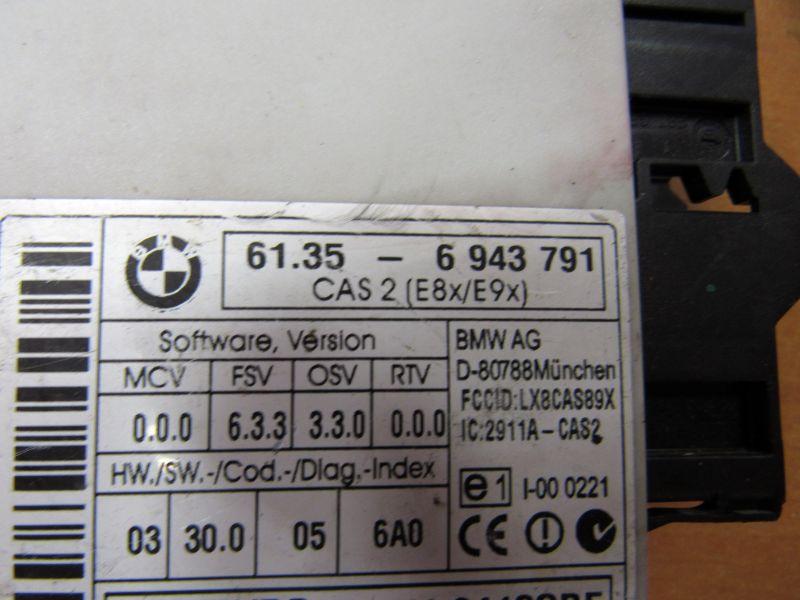 BMW
61.35 - 6 943 791
CAS 2 (E8x/E9x)
Software, Version
MCV FSV OSV RTV
0.0.0 6.3.3 3.3.0 0.0.0
HW./SW.-/Cod.-/Diag.-Index
03 30.0 05 6A0
BMW AG
D-80788München
FCCID:LX8CAS89X
IC:2911A-CAS2
e1 I-00 0221
CE